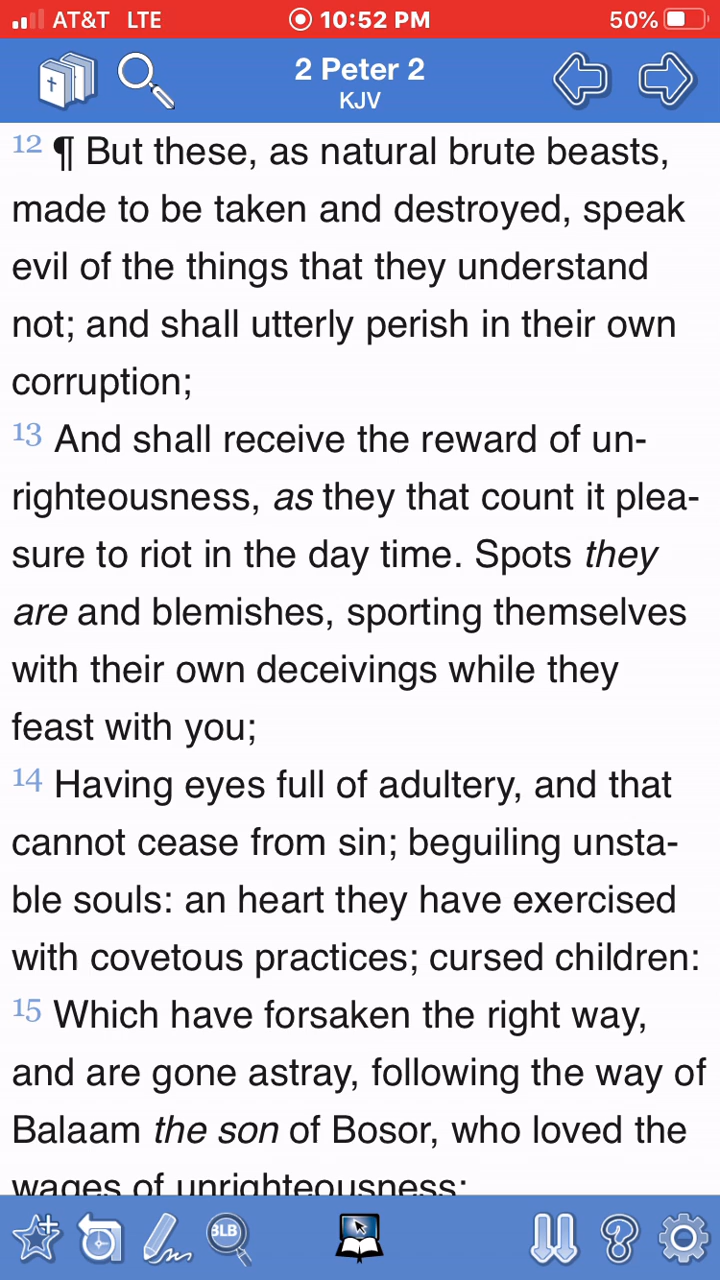 AT&T LTE 10:52 PM 50%
2 Peter 2
KJV
12 ¶ But these, as natural brute beasts,
made to be taken and destroyed, speak
evil of the things that they understand
not; and shall utterly perish in their own
corruption;
13 And shall receive the reward of un-
righteousness, as they that count it plea-
sure to riot in the day time. Spots they
are and blemishes, sporting themselves
with their own deceivings while they
feast with you;
14 Having eyes full of adultery, and that
cannot cease from sin; beguiling unsta-
ble souls: an heart they have exercised
with covetous practices; cursed children:
15 Which have forsaken the right way,
and are gone astray, following the way of
Balaam the son of Bosor, who loved the
wages of unrighteousness;
BLB